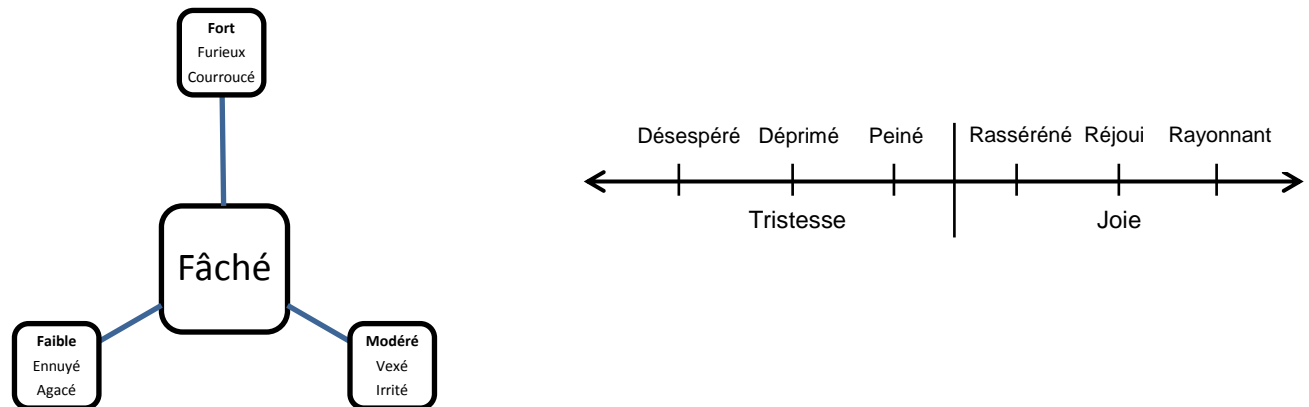 Fort
Furieux
Courroucé
Fâché
Faible
Ennuyé
Agacé
Modéré
Vexé
Irrité
Désespéré Déprimé Peiné Rasséréné Réjoui Rayonnant
Tristesse Joie